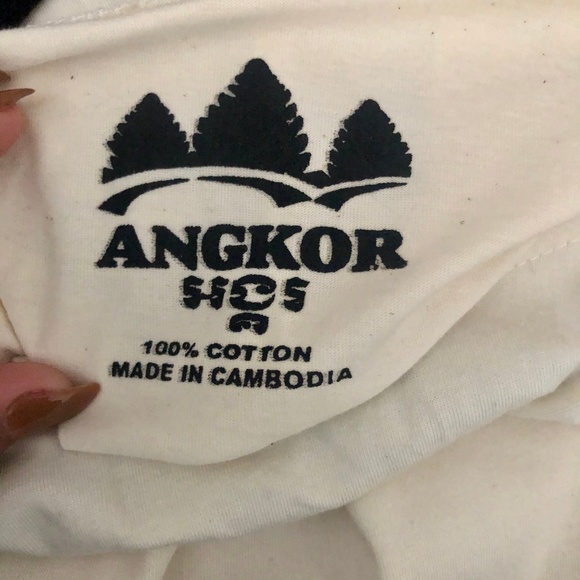 ANGKOR
អង្គរ
100% COTTON
MADE IN CAMBODIA